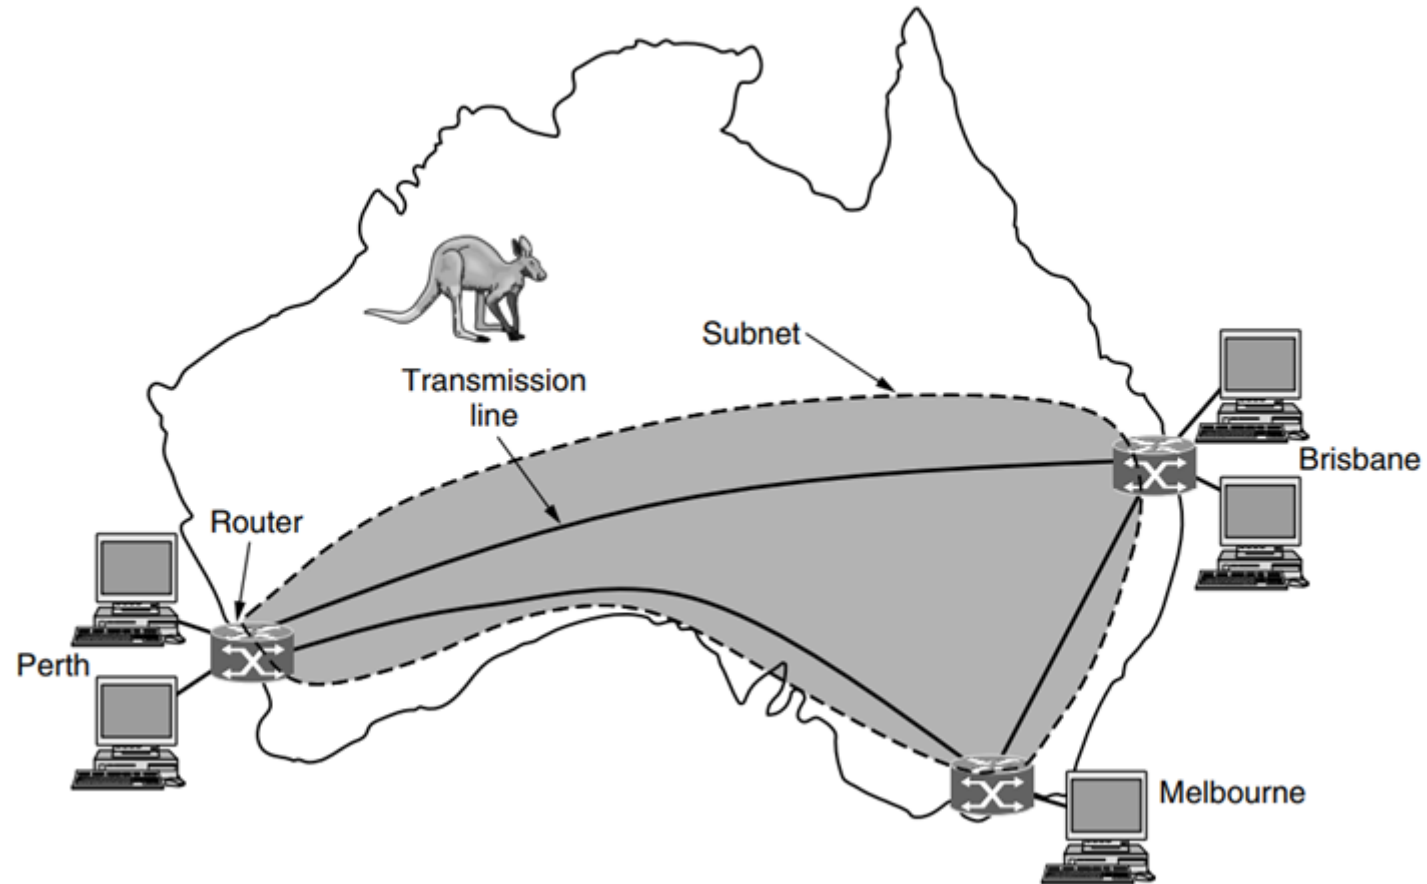 Subnet
Transmission
line
Brisbane
Router
Perth
Melbourne